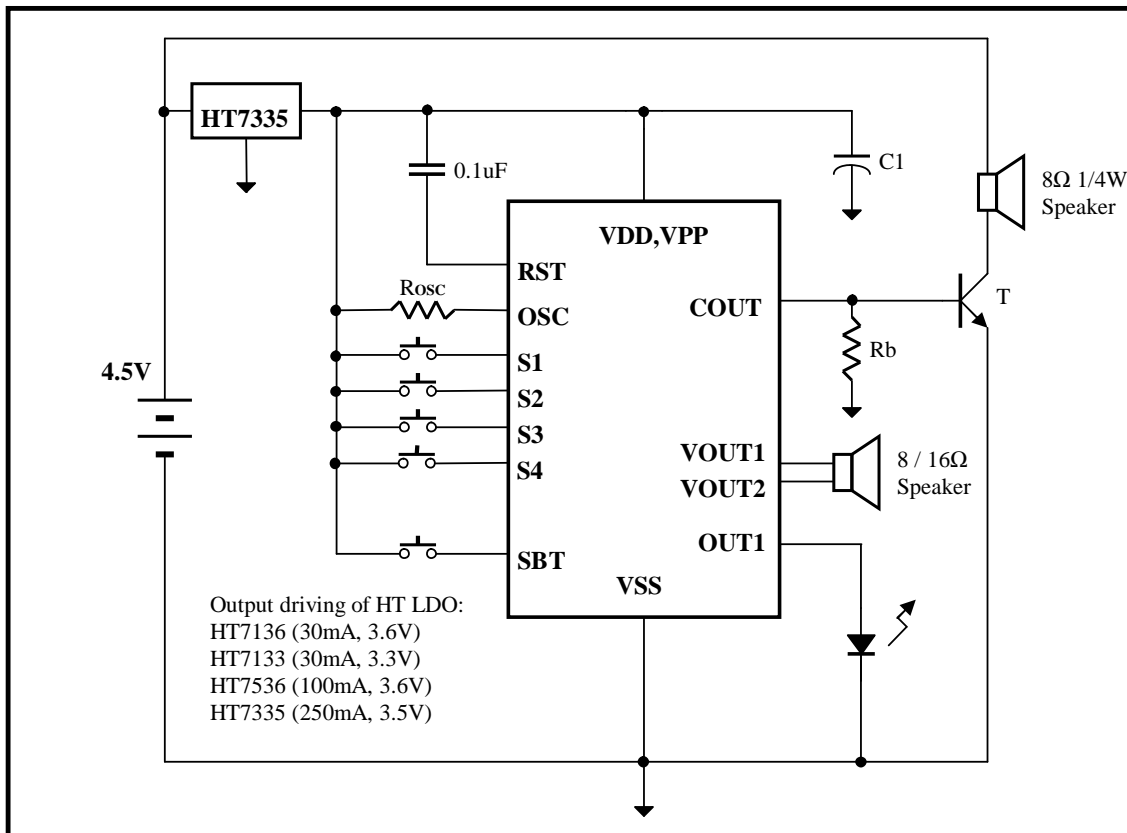 HT7335
0.1uF
C1
8Ω 1/4W
Speaker
VDD,VPP
RST
Rosc
OSC
COUT
T
S1
Rb
4.5V
S2
S3
S4
VOUT1
VOUT2
8 / 16Ω
Speaker
OUT1
SBT
VSS
Output driving of HT LDO:
HT7136 (30mA, 3.6V)
HT7133 (30mA, 3.3V)
HT7536 (100mA, 3.6V)
HT7335 (250mA, 3.5V)